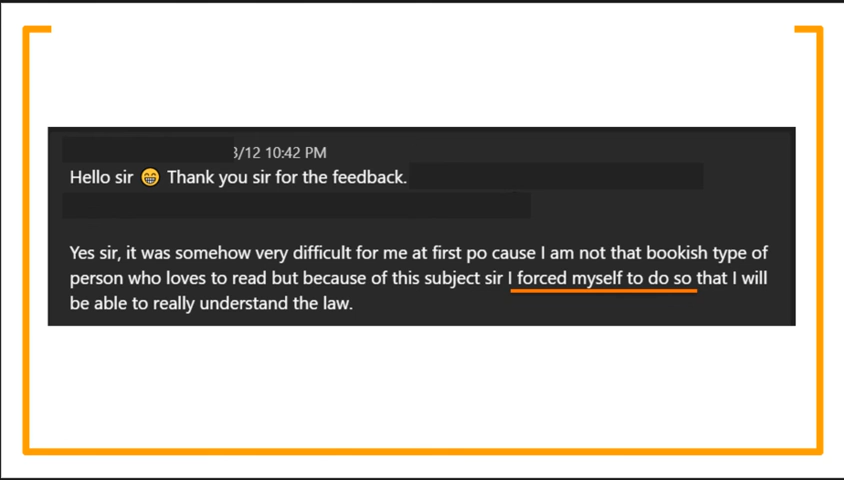 3/12 10:42 PM
Hello sir 😁 Thank you sir for the feedback.
Yes sir, it was somehow very difficult for me at first po cause I am not that bookish type of
person who loves to read but because of this subject sir I forced myself to do so that I will
be able to really understand the law.